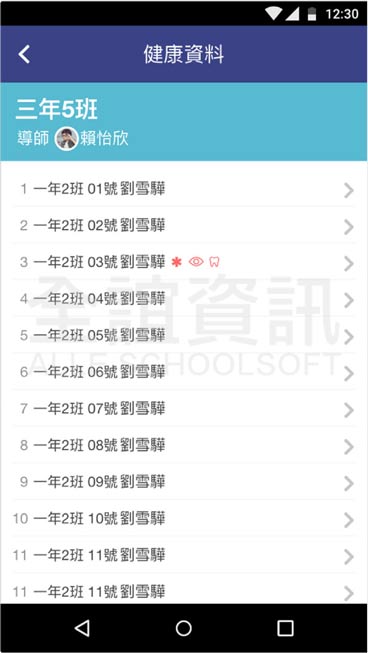 12:30
健康資料
三年5班
導師 賴怡欣
1 一年2班 01號 劉雪驊
2 一年2班 02號 劉雪驊
3 一年2班 03號 劉雪驊
4 一年2班 04號 劉雪驊
5 一年2班 05號 劉雪驊
6 一年2班 06號 劉雪驊
7 一年2班 07號 劉雪驊
8 一年2班 08號 劉雪驊
9 一年2班 09號 劉雪驊
10 一年2班 10號 劉雪驊
11 一年2班 11號 劉雪驊
11 一年2班 11號 劉雪驊
全誼資訊
ALLE SCHOOLSOFT